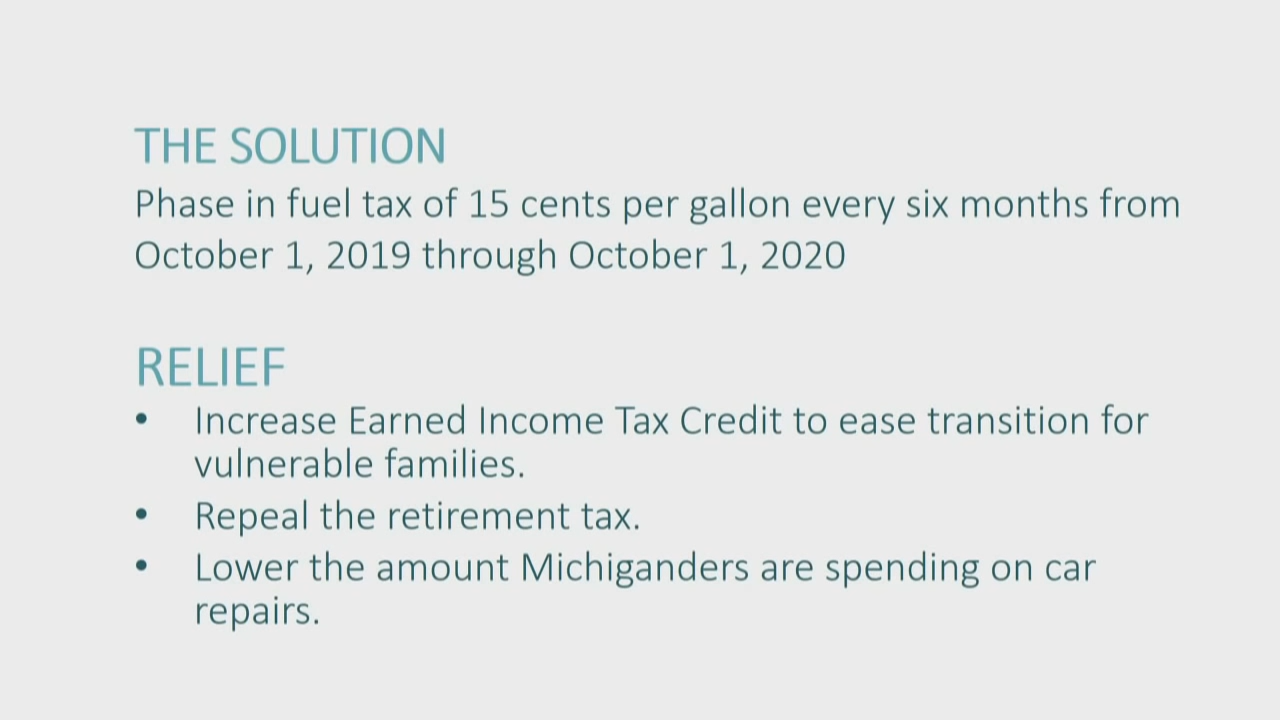 THE SOLUTION
Phase in fuel tax of 15 cents per gallon every six months from
October 1, 2019 through October 1, 2020
RELIEF
• Increase Earned Income Tax Credit to ease transition for
vulnerable families.
• Repeal the retirement tax.
• Lower the amount Michiganders are spending on car
repairs.